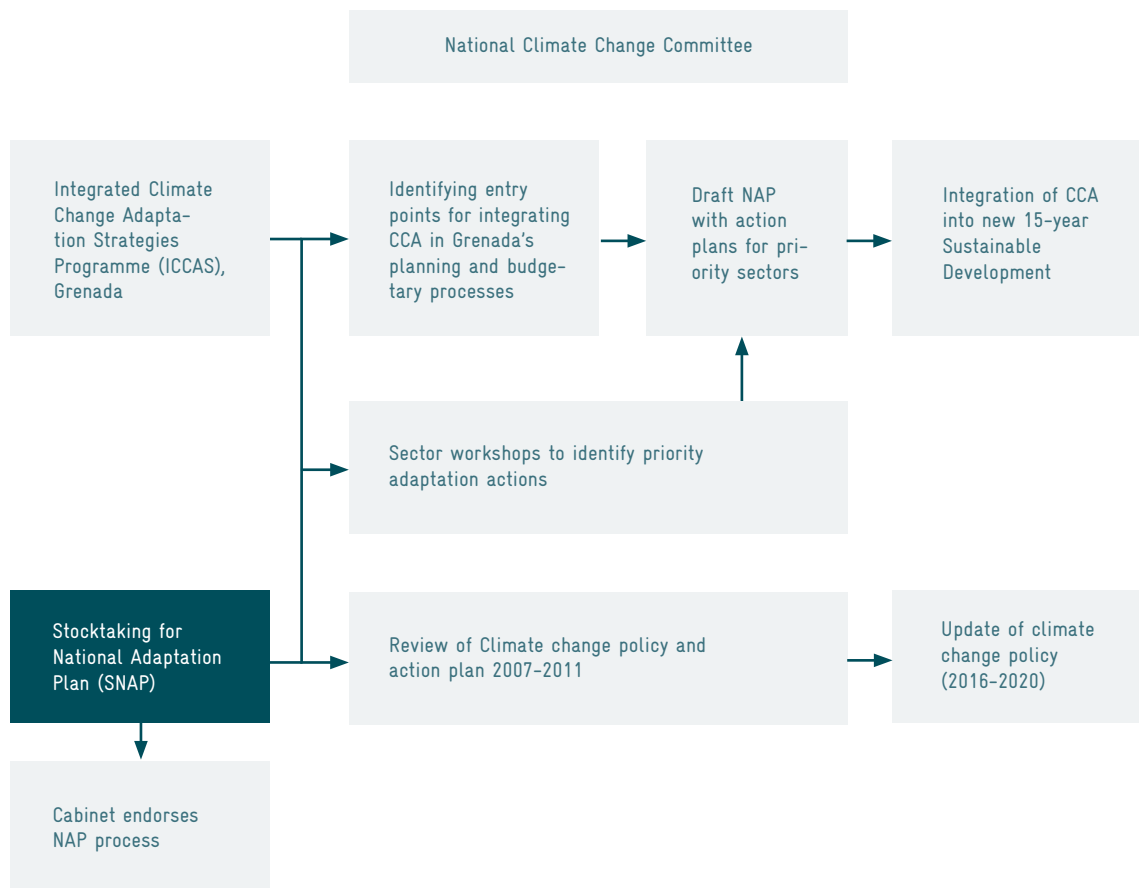 National Climate Change Committee
Integrated Climate
Change Adapta-
tion Strategies
Programme (ICCAS),
Grenada
Identifying entry
points for integrating
CCA in Grenada's
planning and budge-
tary processes
Draft NAP
with action
plans for pri-
ority sectors
Integration of CCA
into new 15-year
Sustainable
Development
Sector workshops to identify priority
adaptation actions
Stocktaking for
National Adaptation
Plan (SNAP)
Review of Climate change policy and
action plan 2007-2011
Update of climate
change policy
(2016-2020)
Cabinet endorses
NAP process